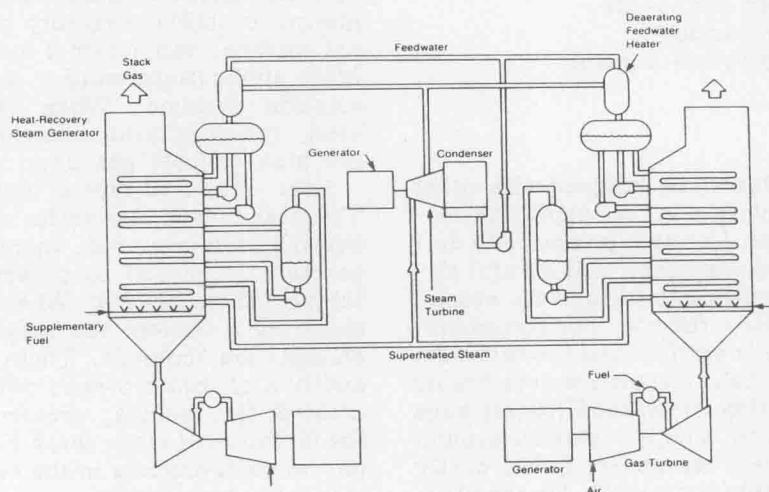 Stack
Gas
Heat-Recovery
Steam Generator
Feedwater
Deaerating
Feedwater
Heater
Generator
Condenser
Steam
Turbine
Supplementary
Fuel
Superheated Steam
Fuel
Generator
Gas Turbine
Air